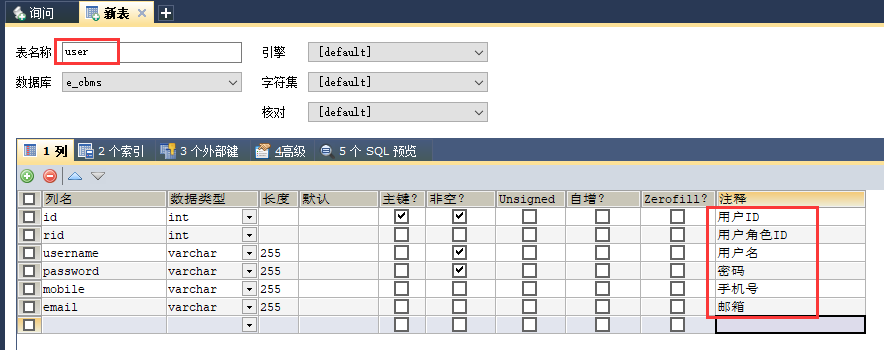 询问 新表
表名称 user 引擎 [default]
数据库 e_cbms 字符集 [default]
核对 [default]
1 列 2 个索引 3 个外部键 4高级 5 个 SQL 预览
列名 数据类型 长度 默认 主键? 非空? Unsigned 自增? Zerofill? 注释
id int 用户ID
rid int 用户角色ID
username varchar 255 用户名
password varchar 255 密码
mobile varchar 255 手机号
email varchar 255 邮箱